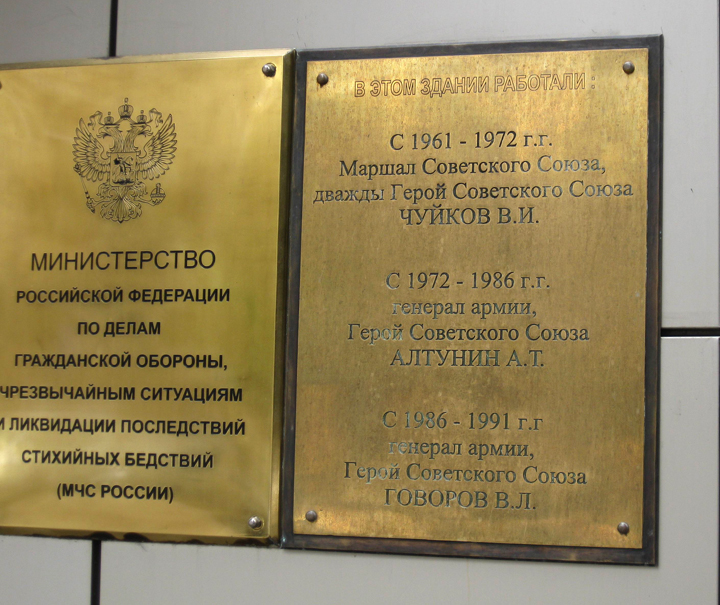 МИНИСТЕРСТВО
РОССИЙСКОЙ ФЕДЕРАЦИИ
ПО ДЕЛАМ
ГРАЖДАНСКОЙ ОБОРОНЫ,
ЧРЕЗВЫЧАЙНЫМ СИТУАЦИЯМ
И ЛИКВИДАЦИИ ПОСЛЕДСТВИЙ
СТИХИЙНЫХ БЕДСТВИЙ
(МЧС РОССИИ)
В ЭТОМ ЗДАНИИ РАБОТАЛИ :
С 1961 - 1972 г.г.
Маршал Советского Союза,
дважды Герой Советского Союза
ЧУЙКОВ В.И.
С 1972 - 1986 г.г.
генерал армии,
Герой Советского Союза
АЛТУНИН А.Т.
С 1986 - 1991 г.г
генерал армии,
Герой Советского Союза
ГОВОРОВ В.Л.